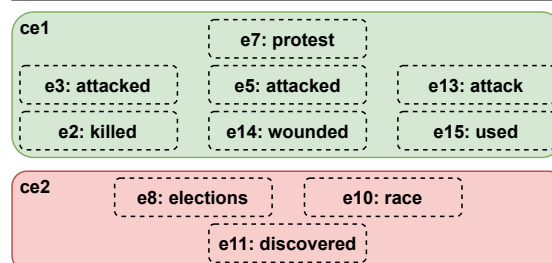 ce1
e7: protest
e3: attacked e5: attacked e13: attack
e2: killed e14: wounded e15: used
ce2
e8: elections e10: race
e11: discovered